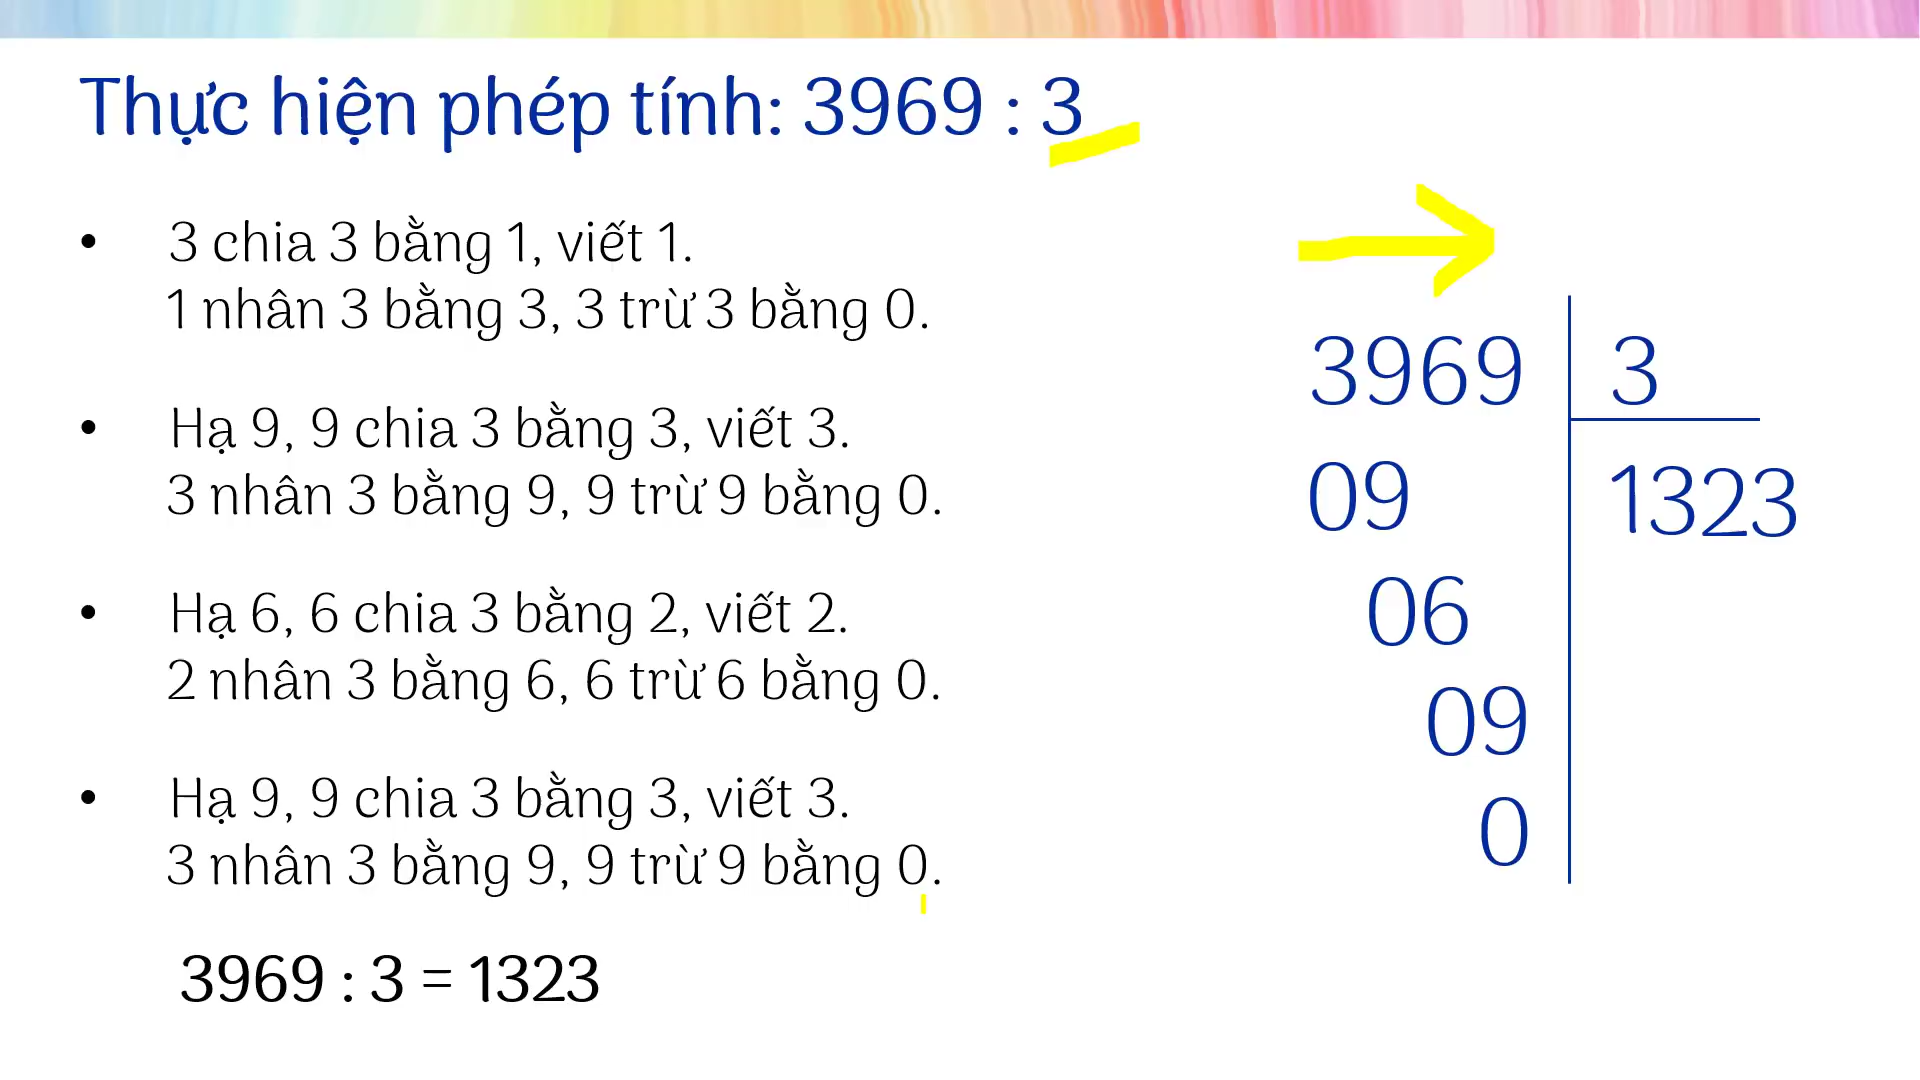 Thực hiện phép tính: 3969 : 3
• 3 chia 3 bằng 1, viết 1.
1 nhân 3 bằng 3, 3 trừ 3 bằng 0.
• Hạ 9, 9 chia 3 bằng 3, viết 3.
3 nhân 3 bằng 9, 9 trừ 9 bằng 0.
• Hạ 6, 6 chia 3 bằng 2, viết 2.
2 nhân 3 bằng 6, 6 trừ 6 bằng 0.
• Hạ 9, 9 chia 3 bằng 3, viết 3.
3 nhân 3 bằng 9, 9 trừ 9 bằng 0.
3969 : 3 = 1323
3969 3
09 1323
06
09
0